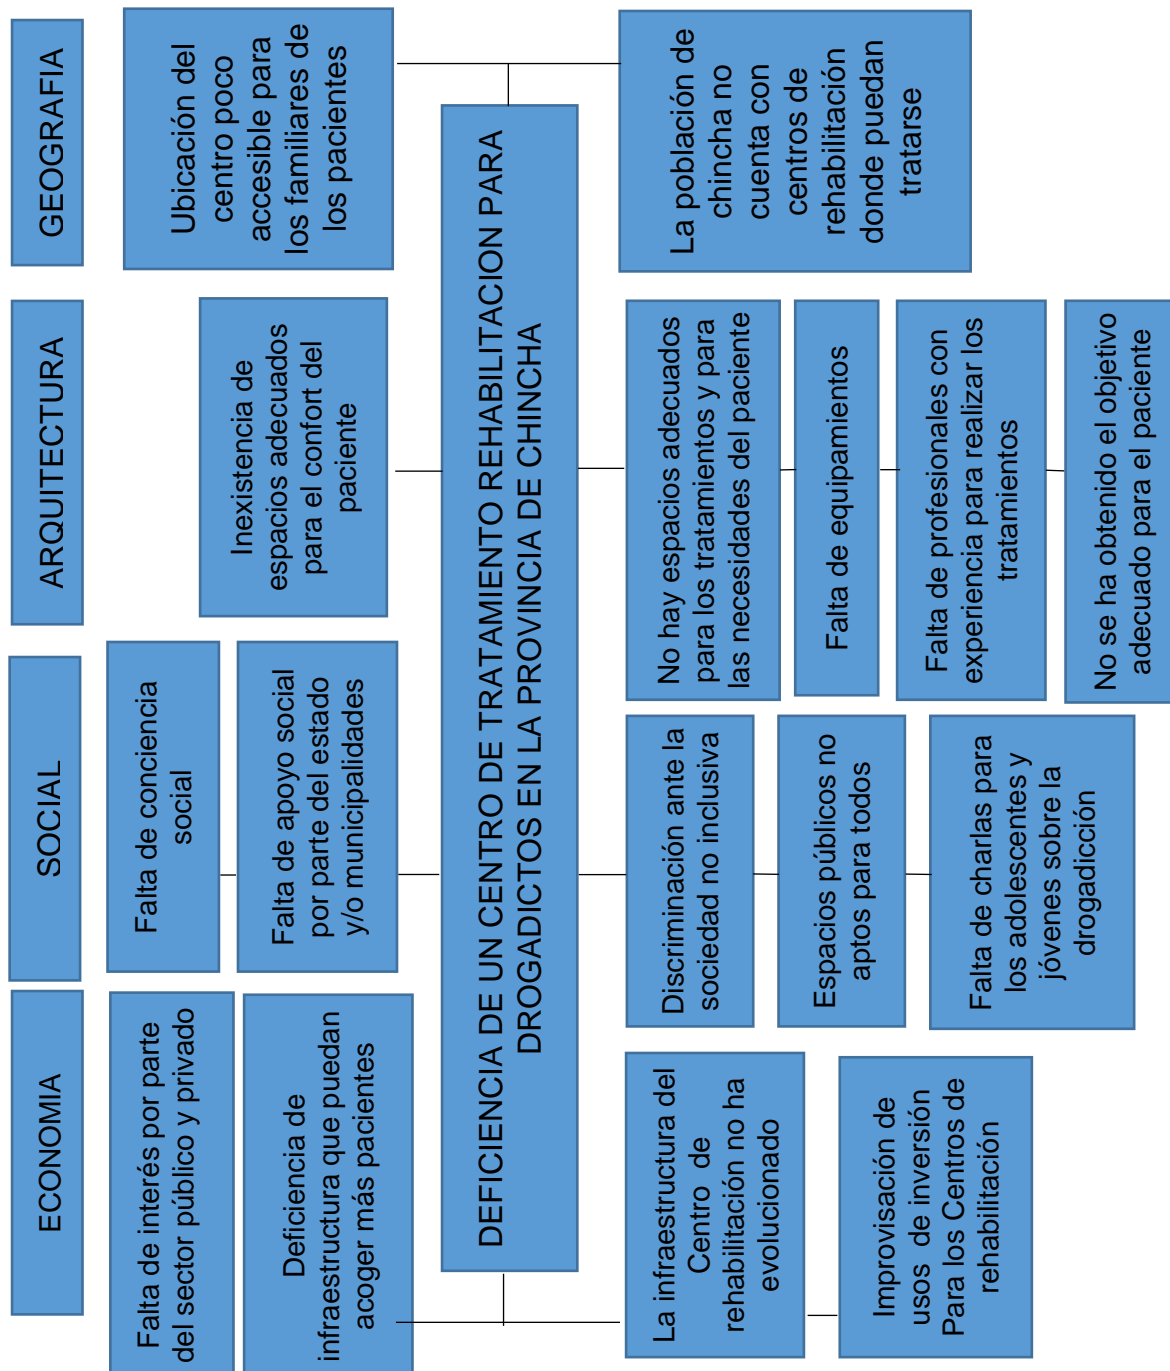 ECONOMIA
SOCIAL
ARQUITECTURA
GEOGRAFIA
Falta de interés por parte
del sector público y privado
Deficiencia de
infraestructura que puedan
acoger más pacientes
Falta de conciencia
social
Falta de apoyo social
por parte del estado
y/o municipalidades
Inexistencia de
espacios adecuados
para el confort del
paciente
Ubicación del
centro poco
accesible para
los familiares de
los pacientes
DEFICIENCIA DE UN CENTRO DE TRATAMIENTO REHABILITACION PARA
DROGADICTOS EN LA PROVINCIA DE CHINCHA
La infraestructura del
Centro de
rehabilitación no ha
evolucionado
Improvisación de
usos de inversión
Para los Centros de
rehabilitación
Discriminación ante la
sociedad no inclusiva
Espacios públicos no
aptos para todos
Falta de charlas para
los adolescentes y
jóvenes sobre la
drogadicción
No hay espacios adecuados
para los tratamientos y para
las necesidades del paciente
Falta de equipamientos
Falta de profesionales con
experiencia para realizar los
tratamientos
No se ha obtenido el objetivo
adecuado para el paciente
La población de
chincha no
cuenta con
centros de
rehabilitación
donde puedan
tratarse